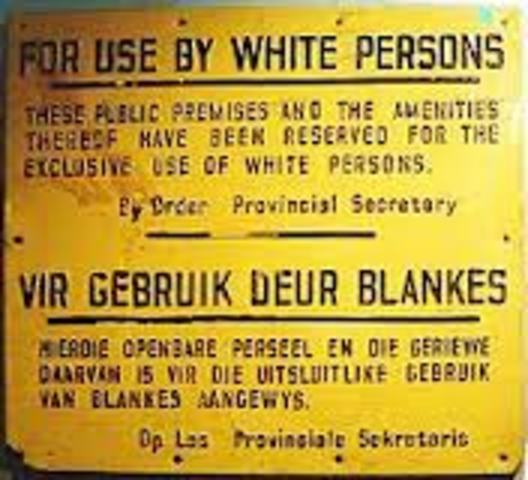 FOR USE BY WHITE PERSONS
THESE PUBLIC PREMISES AND THE AMENITIES
THEREOF HAVE BEEN RESERVED FOR THE
EXCLUSIVE USE OF WHITE PERSONS.
By Order Provincial Secretary
VIR GEBRUIK DEUR BLANKES
HIERDIE OPENBARE PERSEEL EN DIE GERIEWE
DAARVAN IS VIR DIE UITSLUITLIKE GEBRUIK
VAN BLANKES AANGEWYS.
Op Las Provinsiale Sekretaris